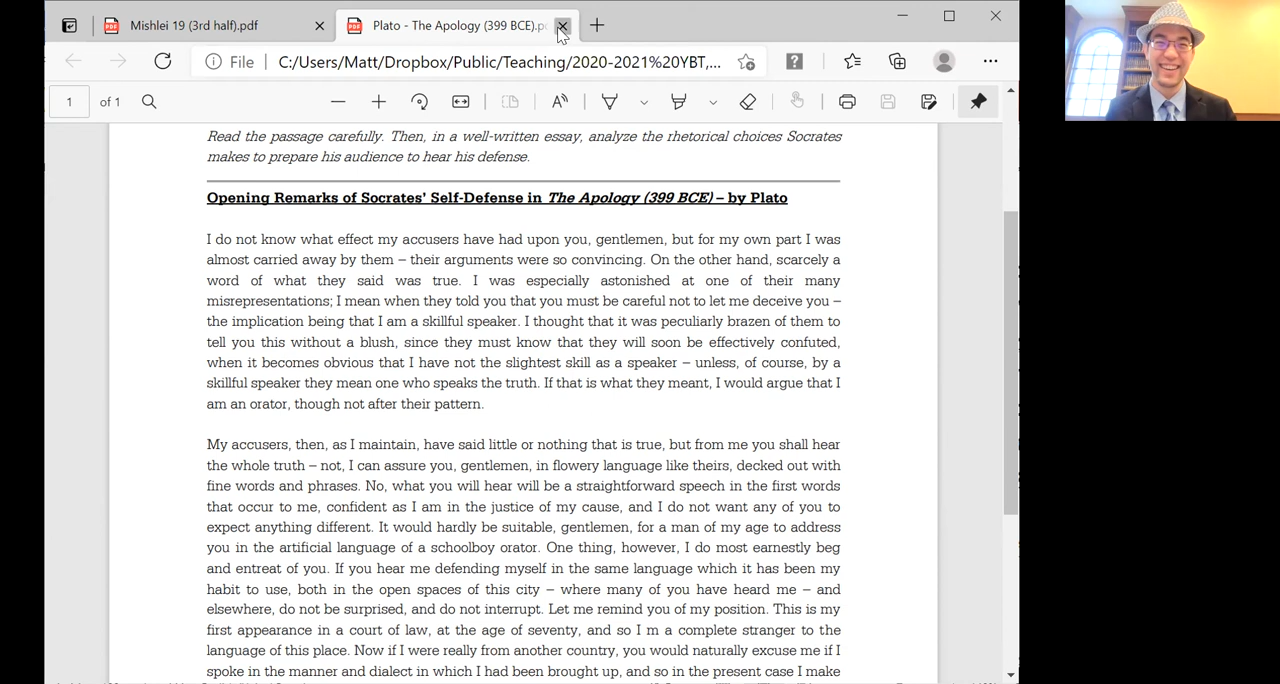 Mishlei 19 (3rd half).pdf
Plato - The Apology (399 BCE).p
File
C:/Users/Matt/Dropbox/Public/Teaching/2020-2021%20YBT,...
1 of 1
Read the passage carefully. Then, in a well-written essay, analyze the rhetorical choices Socrates
makes to prepare his audience to hear his defense.
Opening Remarks of Socrates' Self-Defense in The Apology (399 BCE) – by Plato
I do not know what effect my accusers have had upon you, gentlemen, but for my own part I was
almost carried away by them – their arguments were so convincing. On the other hand, scarcely a
word of what they said was true. I was especially astonished at one of their many
misrepresentations; I mean when they told you that you must be careful not to let me deceive you –
the implication being that I am a skillful speaker. I thought that it was peculiarly brazen of them to
tell you this without a blush, since they must know that they will soon be effectively confuted,
when it becomes obvious that I have not the slightest skill as a speaker – unless, of course, by a
skillful speaker they mean one who speaks the truth. If that is what they meant, I would argue that I
am an orator, though not after their pattern.
My accusers, then, as I maintain, have said little or nothing that is true, but from me you shall hear
the whole truth – not, I can assure you, gentlemen, in flowery language like theirs, decked out with
fine words and phrases. No, what you will hear will be a straightforward speech in the first words
that occur to me, confident as I am in the justice of my cause, and I do not want any of you to
expect anything different. It would hardly be suitable, gentlemen, for a man of my age to address
you in the artificial language of a schoolboy orator. One thing, however, I do most earnestly beg
and entreat of you. If you hear me defending myself in the same language which it has been my
habit to use, both in the open spaces of this city – where many of you have heard me – and
elsewhere, do not be surprised, and do not interrupt. Let me remind you of my position. This is my
first appearance in a court of law, at the age of seventy, and so I m a complete stranger to the
language of this place. Now if I were really from another country, you would naturally excuse me if I
spoke in the manner and dialect in which I had been brought up, and so in the present case I make